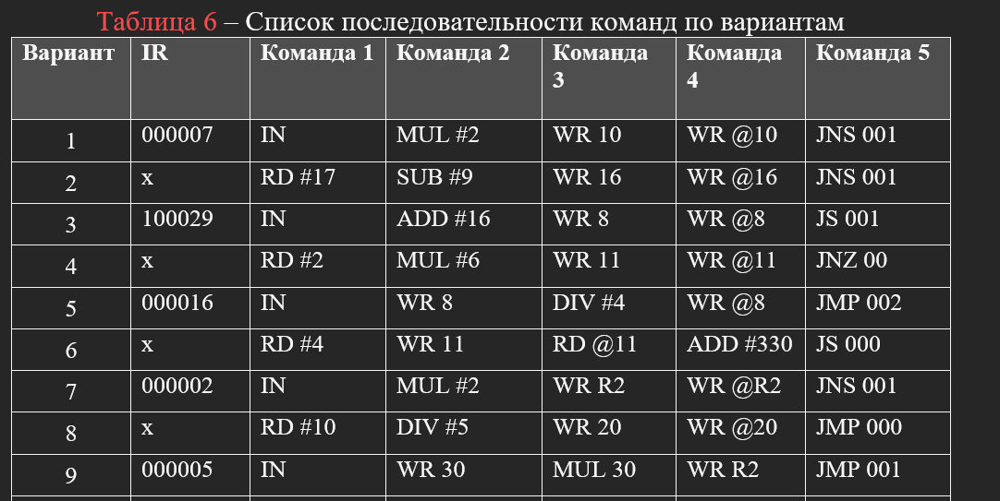 Таблица 6 – Список последовательности команд по вариантам
Вариант IR Команда 1 Команда 2 Команда 3 Команда 4 Команда 5
1 000007 IN MUL #2 WR 10 WR @10 JNS 001
2 x RD #17 SUB #9 WR 16 WR @16 JNS 001
3 100029 IN ADD #16 WR 8 WR @8 JS 001
4 x RD #2 MUL #6 WR 11 WR @11 JNZ 00
5 000016 IN WR 8 DIV #4 WR @8 JMP 002
6 x RD #4 WR 11 RD @11 ADD #330 JS 000
7 000002 IN MUL #2 WR R2 WR @R2 JNS 001
8 x RD #10 DIV #5 WR 20 WR @20 JMP 000
9 000005 IN WR 30 MUL 30 WR R2 JMP 001